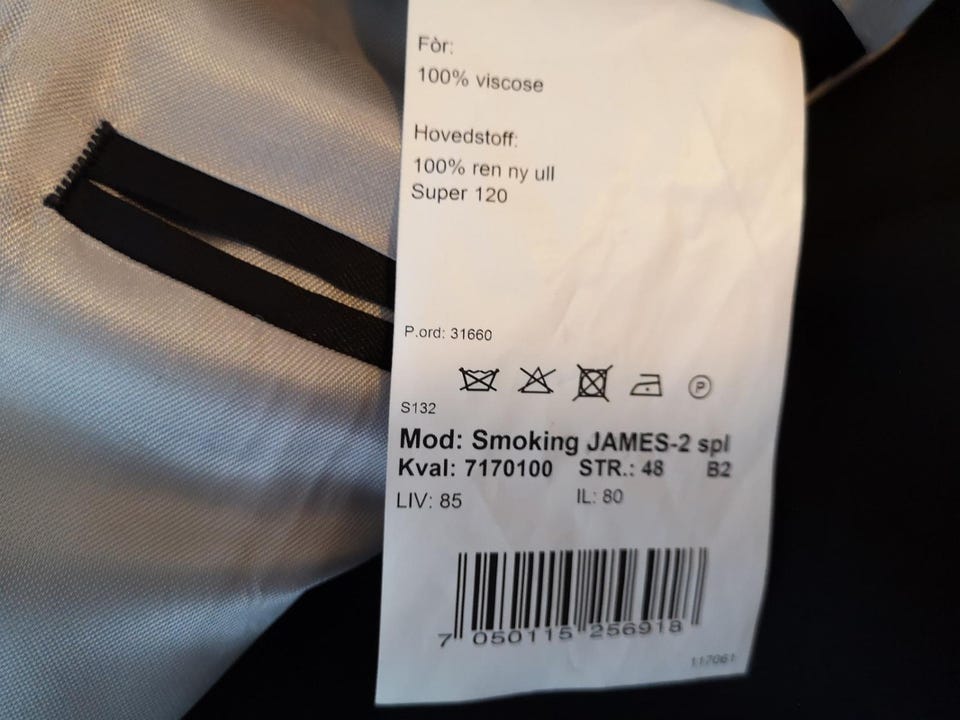 Fòr:
100% viscose
Hovedstoff:
100% ren ny ull
Super 120
P.ord: 31660
P
S132
Mod: Smoking JAMES-2 spl
Kval: 7170100 STR.: 48 B2
LIV: 85 IL: 80
7 050115 256918
117061